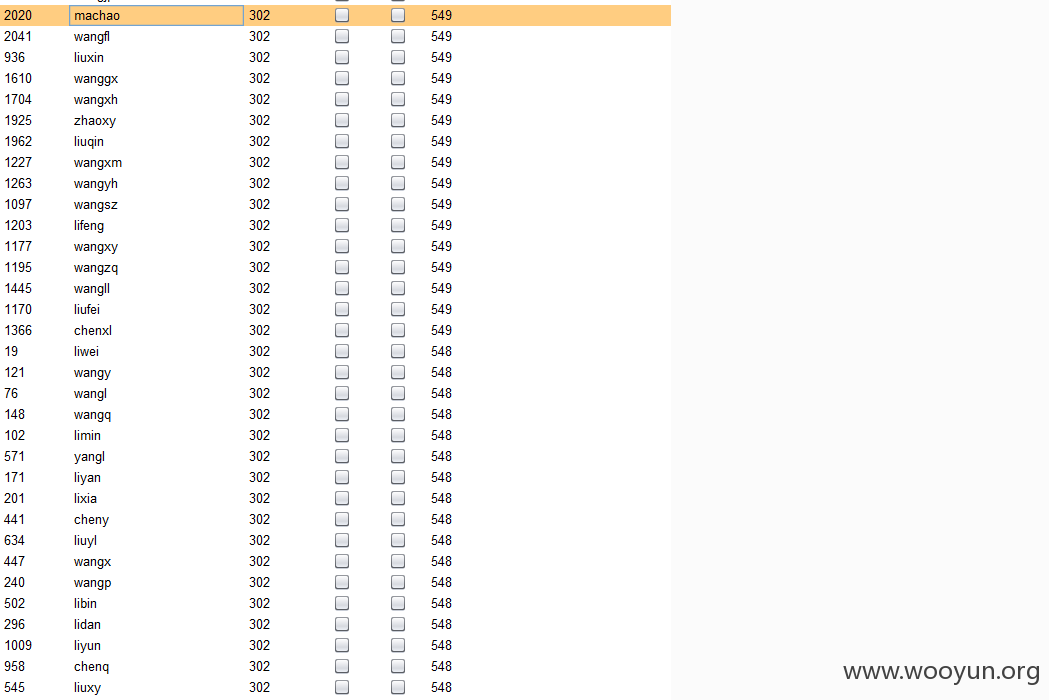 2020 machao 302 549
2041 wangfl 302 549
936 liuxin 302 549
1610 wanggx 302 549
1704 wangxh 302 549
1925 zhaoxy 302 549
1962 liuqin 302 549
1227 wangxm 302 549
1263 wangyh 302 549
1097 wangsz 302 549
1203 lifeng 302 549
1177 wangxy 302 549
1195 wangzq 302 549
1445 wangll 302 549
1170 liufei 302 549
1366 chenxl 302 549
19 liwei 302 548
121 wangy 302 548
76 wangl 302 548
148 wangq 302 548
102 limin 302 548
571 yangl 302 548
171 liyan 302 548
201 lixia 302 548
441 cheny 302 548
634 liuyl 302 548
447 wangx 302 548
240 wangp 302 548
502 libin 302 548
296 lidan 302 548
1009 liyun 302 548
958 chenq 302 548
545 liuxy 302 548
www.wooyun.org